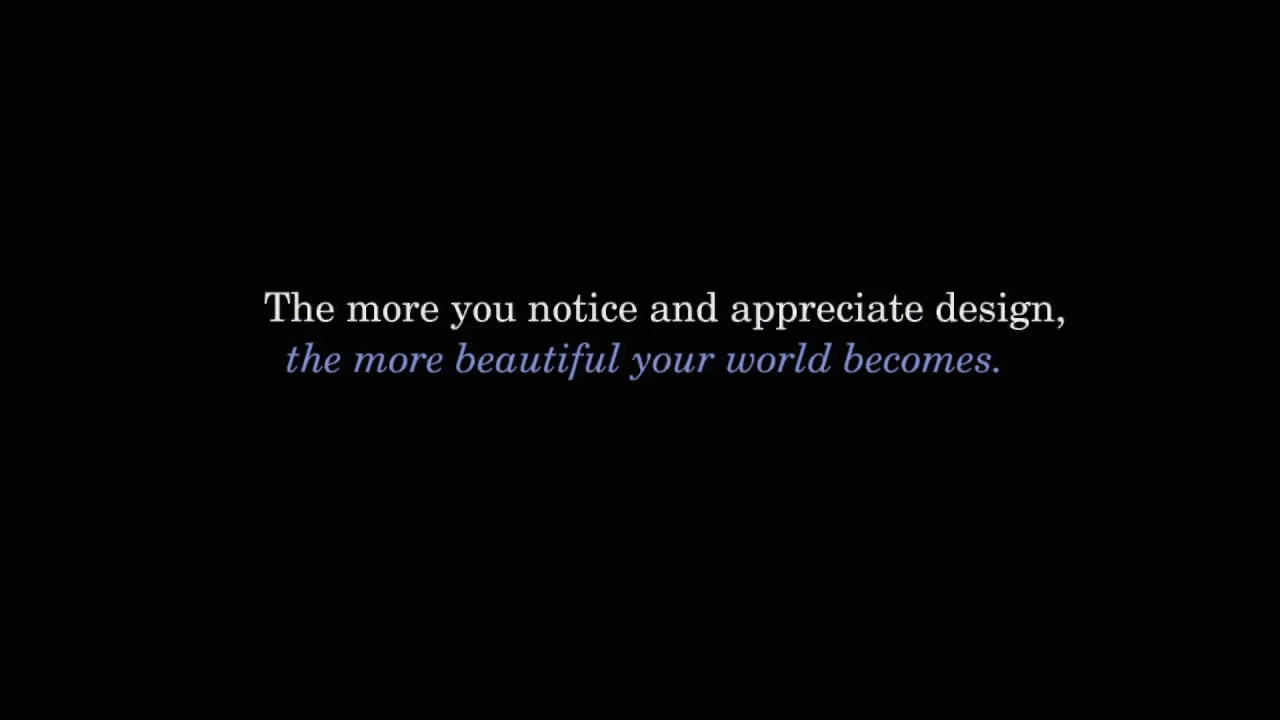 The more you notice and appreciate design,
the more beautiful your world becomes.